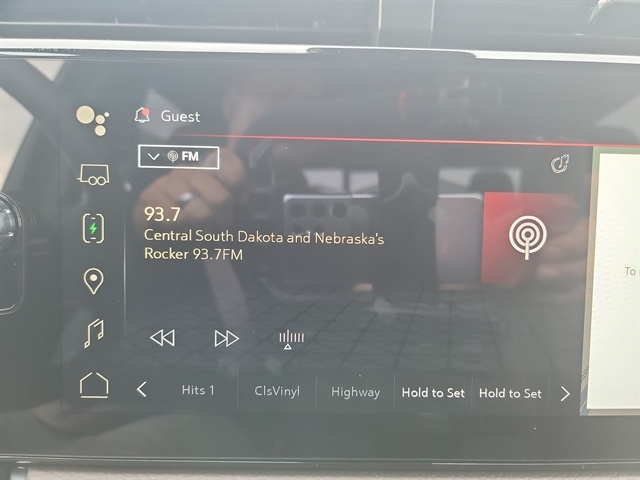 Guest
FM
93.7
Central South Dakota and Nebraska's
Rocker 93.7FM
Hits 1
ClsVinyl
Highway
Hold to Set
Hold to Set
To